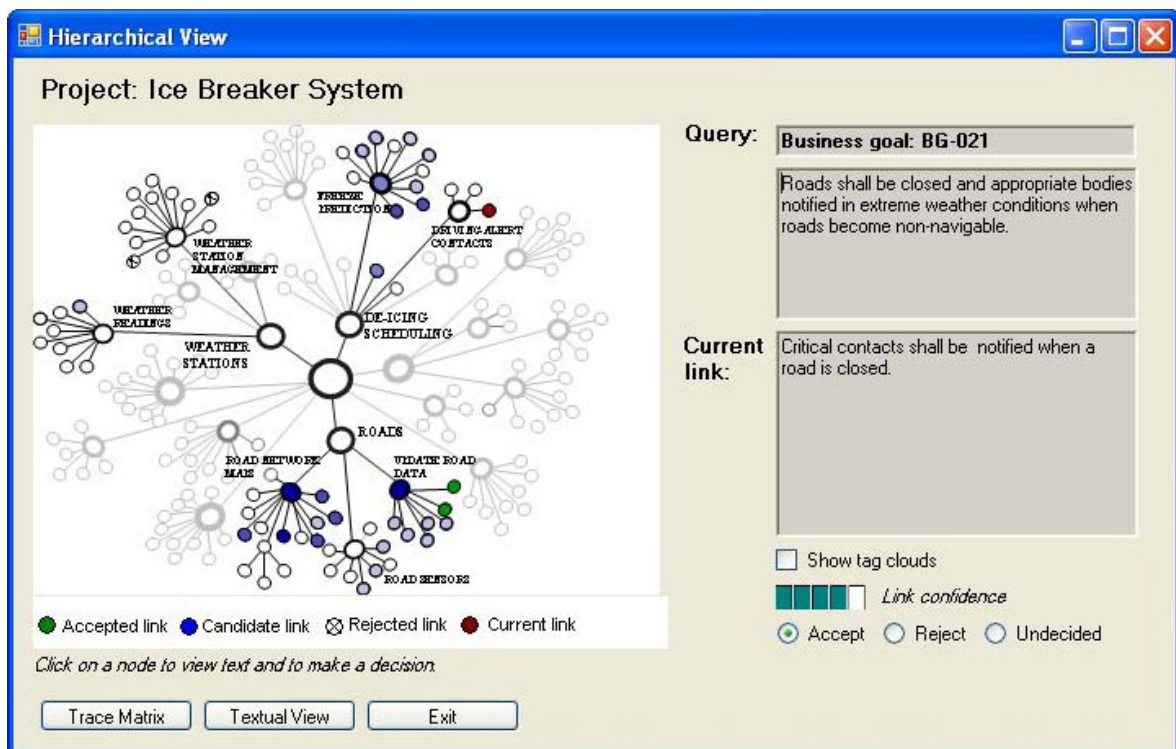 Hierarchical View
Project: Ice Breaker System
FREEZE
PREDICTION
DRIVING ALERT
CONTACTS
WEATHER
STATION
MANAGEMENT
WEATHER
READINGS
DE-ICING
SCHEDULING
WEATHER
STATIONS
ROADS
ROAD NETWORK
MAPS
UPDATE ROAD
DATA
ROAD SENSORS
Accepted link
Candidate link
Rejected link
Current link
Click on a node to view text and to make a decision.
Trace Matrix
Textual View
Exit
Query:
Business goal: BG-021
Roads shall be closed and appropriate bodies
notified in extreme weather conditions when
roads become non-navigable.
Current
link:
Critical contacts shall be notified when a
road is closed.
Show tag clouds
Link confidence
Accept
Reject
Undecided